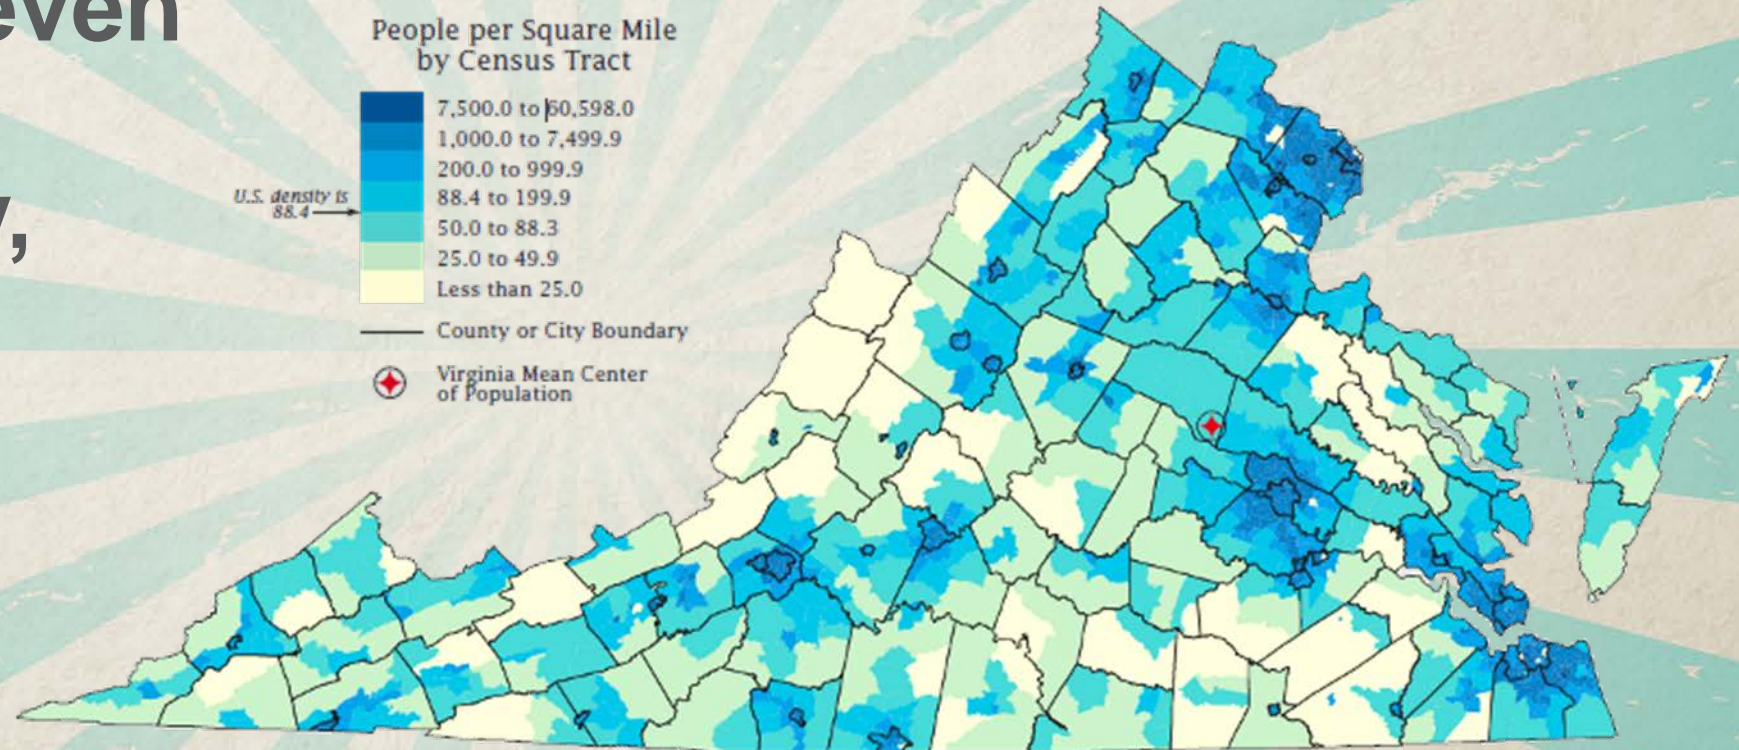 even
y,
People per Square Mile
by Census Tract
7,500.0 to 60,598.0
1,000.0 to 7,499.9
200.0 to 999.9
88.4 to 199.9
50.0 to 88.3
25.0 to 49.9
Less than 25.0
U.S. density is
88.4
County or City Boundary
Virginia Mean Center
of Population